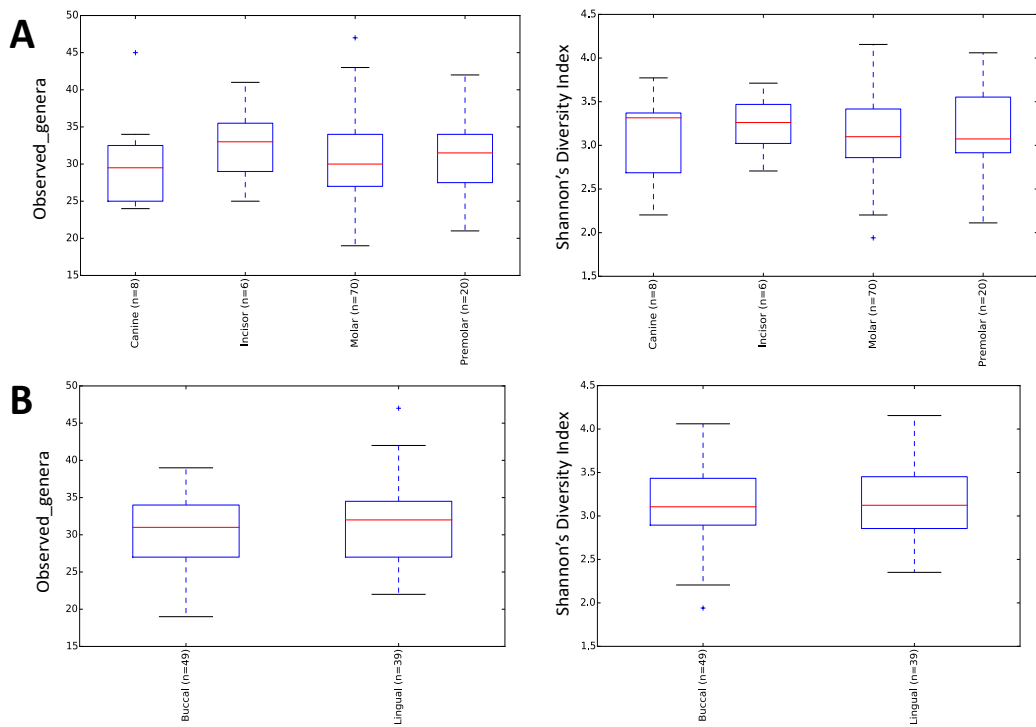 A
Observed_genera
50
45
40
35
30
25
20
15
Canine (n=8)
Incisor (n=6)
Molar (n=70)
Premolar (n=20)
Shannon's Diversity Index
4.5
4.0
3.5
3.0
2.5
2.0
1.5
Canine (n=8)
Incisor (n=6)
Molar (n=70)
Premolar (n=20)
B
Observed_genera
50
45
40
35
30
25
20
15
Buccal (n=49)
Lingual (n=39)
Shannon's Diversity Index
4.5
4.0
3.5
3.0
2.5
2.0
1.5
Buccal (n=49)
Lingual (n=39)